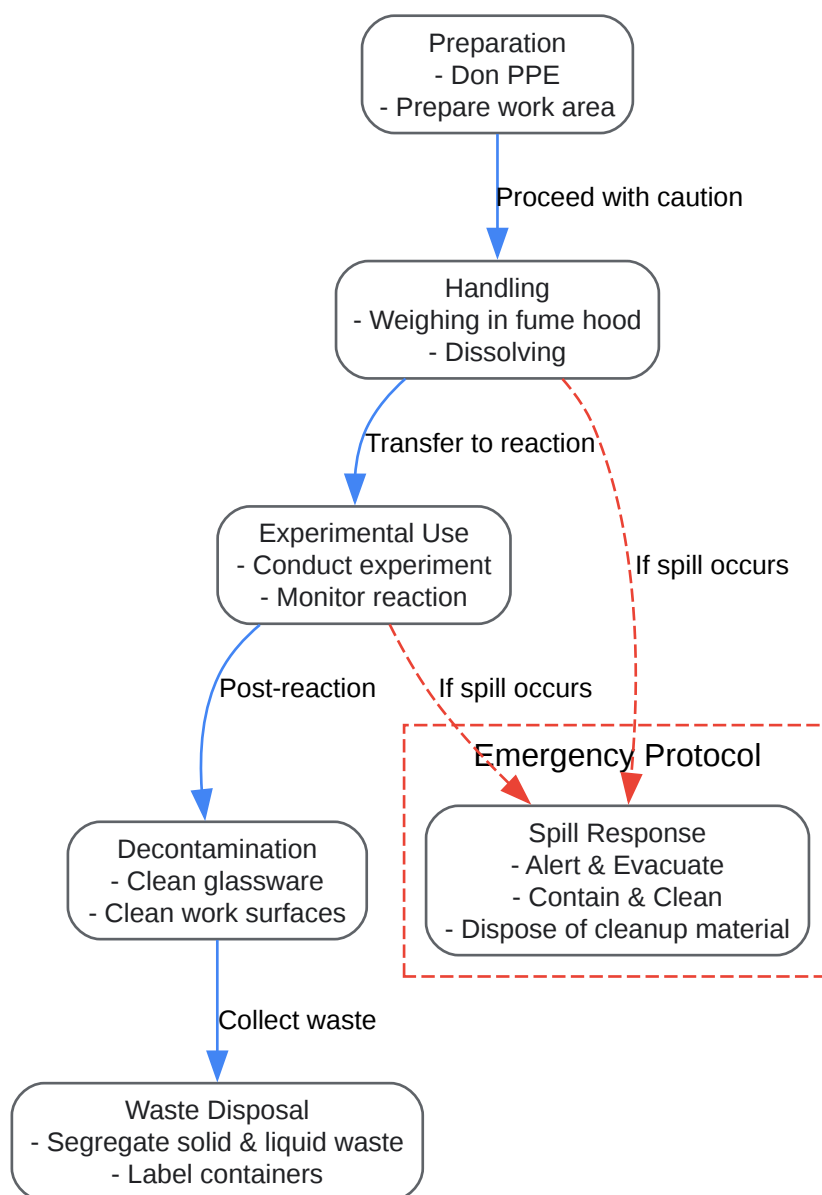 Preparation
- Don PPE
- Prepare work area
Proceed with caution
Handling
- Weighing in fume hood
- Dissolving
Transfer to reaction
If spill occurs
Experimental Use
- Conduct experiment
- Monitor reaction
Post-reaction
If spill occurs
Emergency Protocol
Spill Response
- Alert & Evacuate
- Contain & Clean
- Dispose of cleanup material
Decontamination
- Clean glassware
- Clean work surfaces
Collect waste
Waste Disposal
- Segregate solid & liquid waste
- Label containers